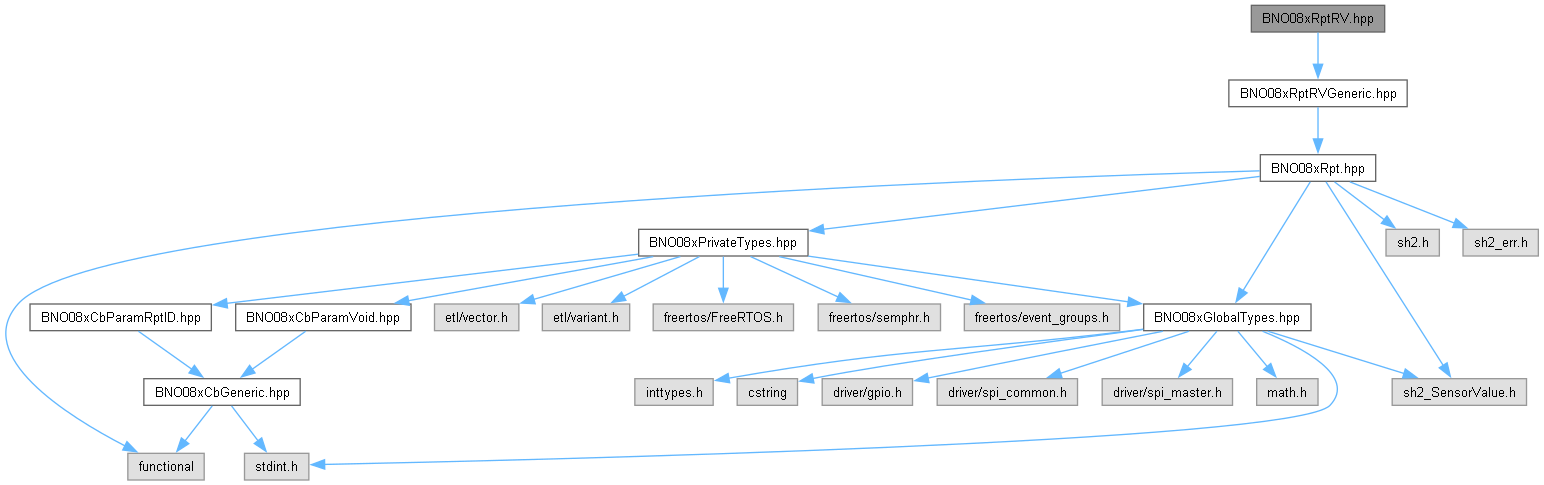 BNO08xRptRV.hpp
BNO08xRptRVGeneric.hpp
BNO08xRpt.hpp
BNO08xPrivateTypes.hpp
sh2.h
sh2_err.h
BNO08xCbParamRptID.hpp
BNO08xCbParamVoid.hpp
etl/vector.h
etl/variant.h
freertos/FreeRTOS.h
freertos/semphr.h
freertos/event_groups.h
BNO08xGlobalTypes.hpp
BNO08xCbGeneric.hpp
inttypes.h
cstring
driver/gpio.h
driver/spi_common.h
driver/spi_master.h
math.h
sh2_SensorValue.h
functional
stdint.h